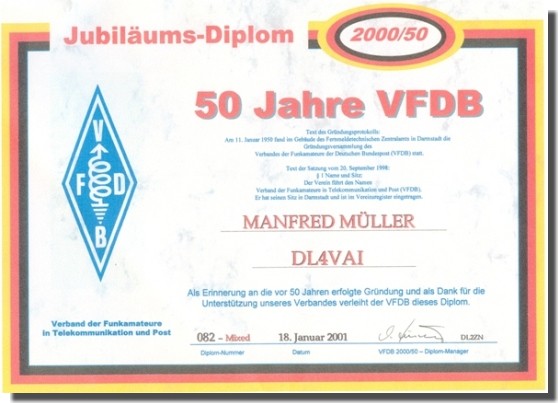 Jubiläums-Diplom
2000/50
50 Jahre VFDB
Text des Gründungsprotokolls:
Am 11. Januar 1950 fand im Gebäude des Fernmeldetechnischen Zentralamts in Darmstadt die
Gründungsversammlung des
Verbandes der Funkamateure der Deutschen Bundespost (VFDB) statt.
Text der Satzung vom 20. September 1998:
§ 1 Name und Sitz:
Der Verein führt den Namen
Verband der Funkamateure in Telekommunikation und Post (VFDB).
Er hat seinen Sitz in Darmstadt und ist im Vereinsregister eingetragen.
V
F D
B
MANFRED MÜLLER
DL4VAI
Als Erinnerung an die vor 50 Jahren erfolgte Gründung und als Dank für die
Unterstützung unseres Verbandes verleiht der VFDB dieses Diplom.
Verband der Funkamateure
in Telekommunikation und Post
082 - Mixed 18. Januar 2001 DL2ZN
Diplom-Nummer Datum VFDB 2000/50 – Diplom-Manager